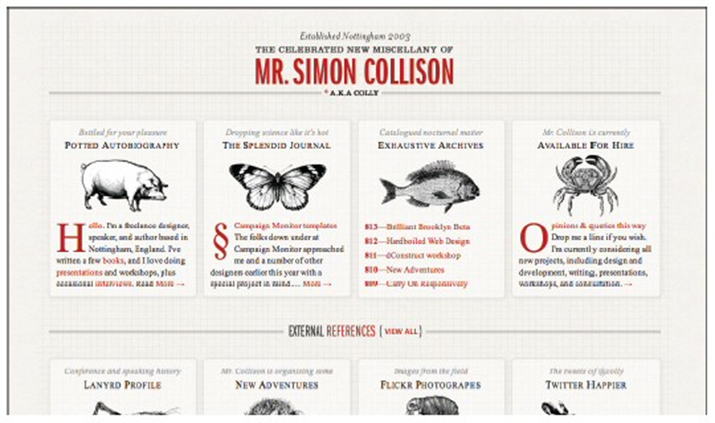 Established Nottingham 2003
THE CELEBRATED NEW MISCELLANY OF
MR. SIMON COLLISON
* A.K.A COLLY
Bottled for your pleasure
POTTED AUTOBIOGRAPHY
Hello. I'm a freelance designer,
speaker, and author based in
Nottingham, England. I've
written a few books, and I love doing
presentations and workshops, plus
occasional interviews. Read More →
Dropping science like it's hot
THE SPLENDID JOURNAL
§ Campaign Monitor templates
The folks down under at
Campaign Monitor approached
me and a number of other
designers earlier this year with a
special project in mind.... More →
Catalogued nocturnal matter
EXHAUSTIVE ARCHIVES
813—Brilliant Brooklyn Beta
812—Hardboiled Web Design
811—dConstruct workshop
810—New Adventures
809—Carry On Responsively
Mr. Collison is currently
AVAILABLE FOR HIRE
Opinions & queries this way
Drop me a line if you wish.
I'm currently considering all
new projects, including design and
development, writing, presentations,
workshops, and consultation. →
EXTERNAL REFERENCES { VIEW ALL }
Conference and speaking history
LANYRD PROFILE
Mr. Collison is organising some
NEW ADVENTURES
Images from the field
FLICKR PHOTOGRAPHS
The tweets of @colly
TWITTER HAPPIER